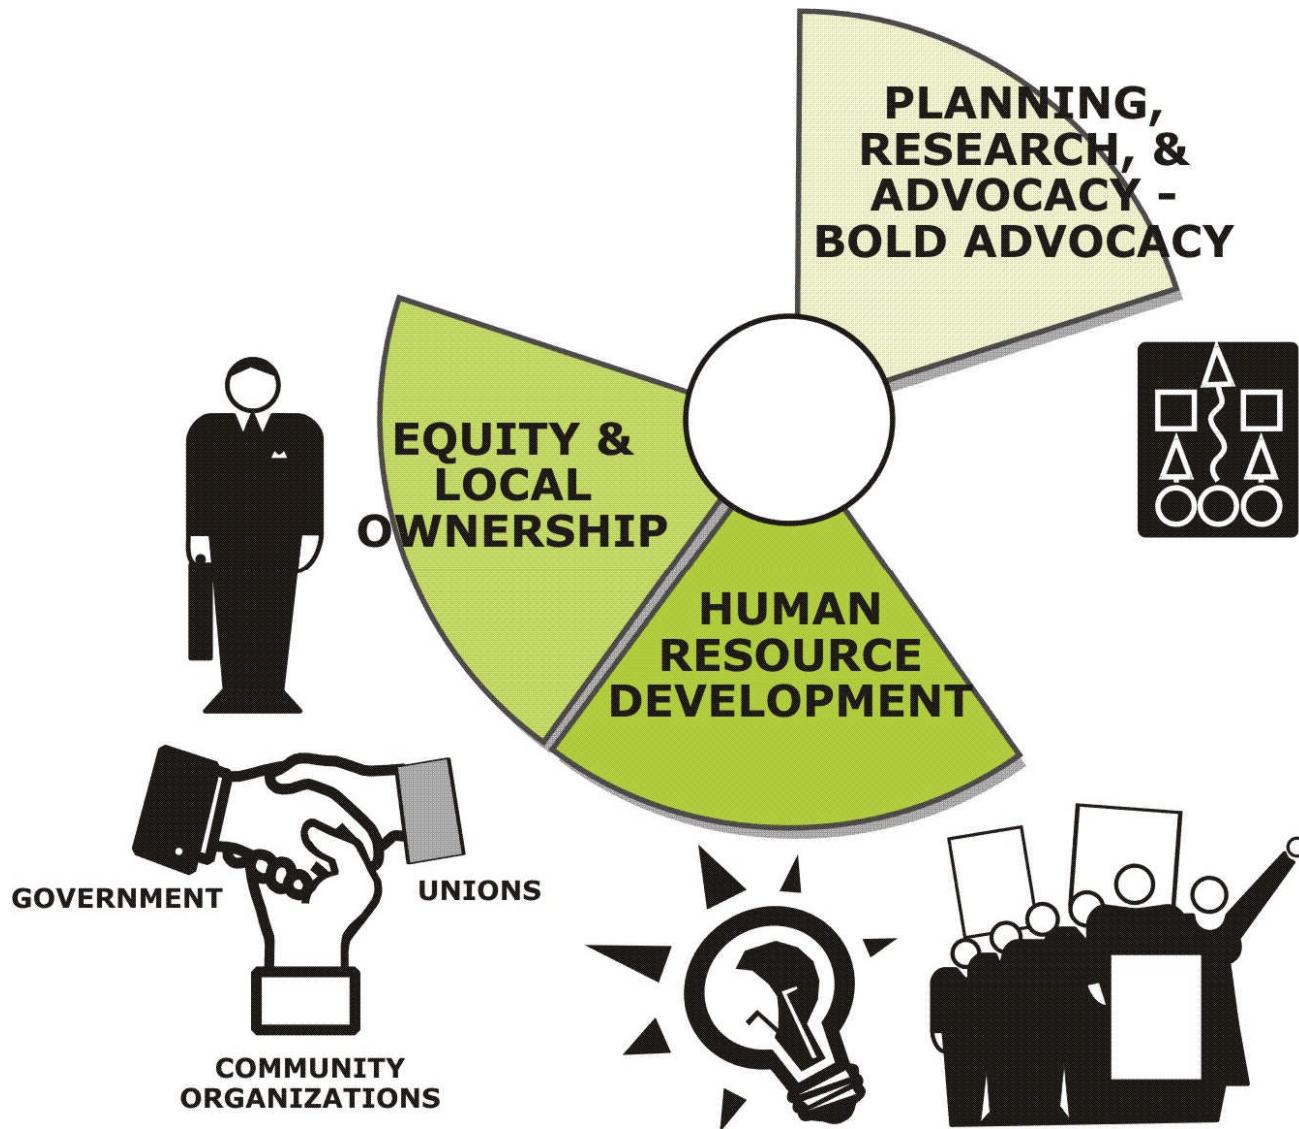 PLANNING,
RESEARCH, &
ADVOCACY -
BOLD ADVOCACY
EQUITY &
LOCAL
OWNERSHIP
HUMAN
RESOURCE
DEVELOPMENT
GOVERNMENT
UNIONS
COMMUNITY
ORGANIZATIONS